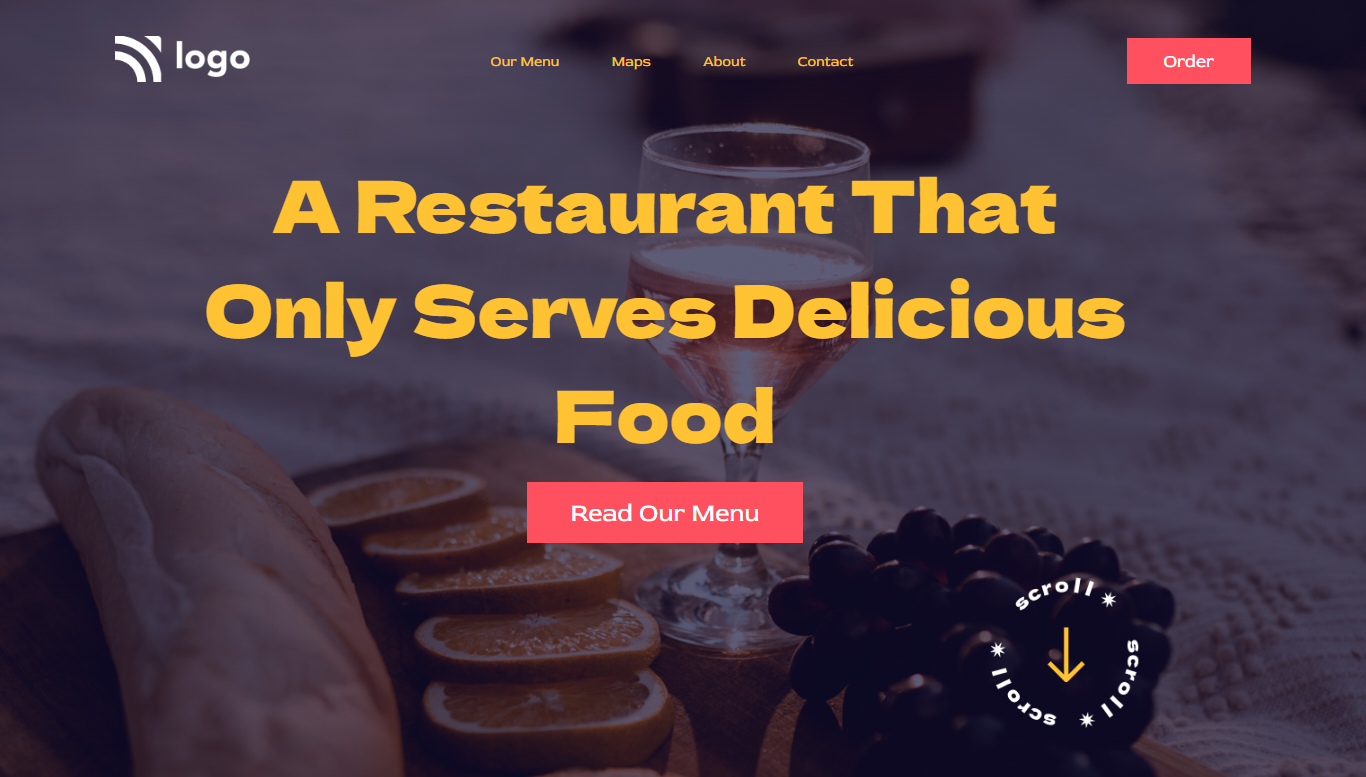 logo
Our Menu
Maps
About
Contact
Order
A Restaurant That
Only Serves Delicious
Food
Read Our Menu
scroll * scroll * scroll *